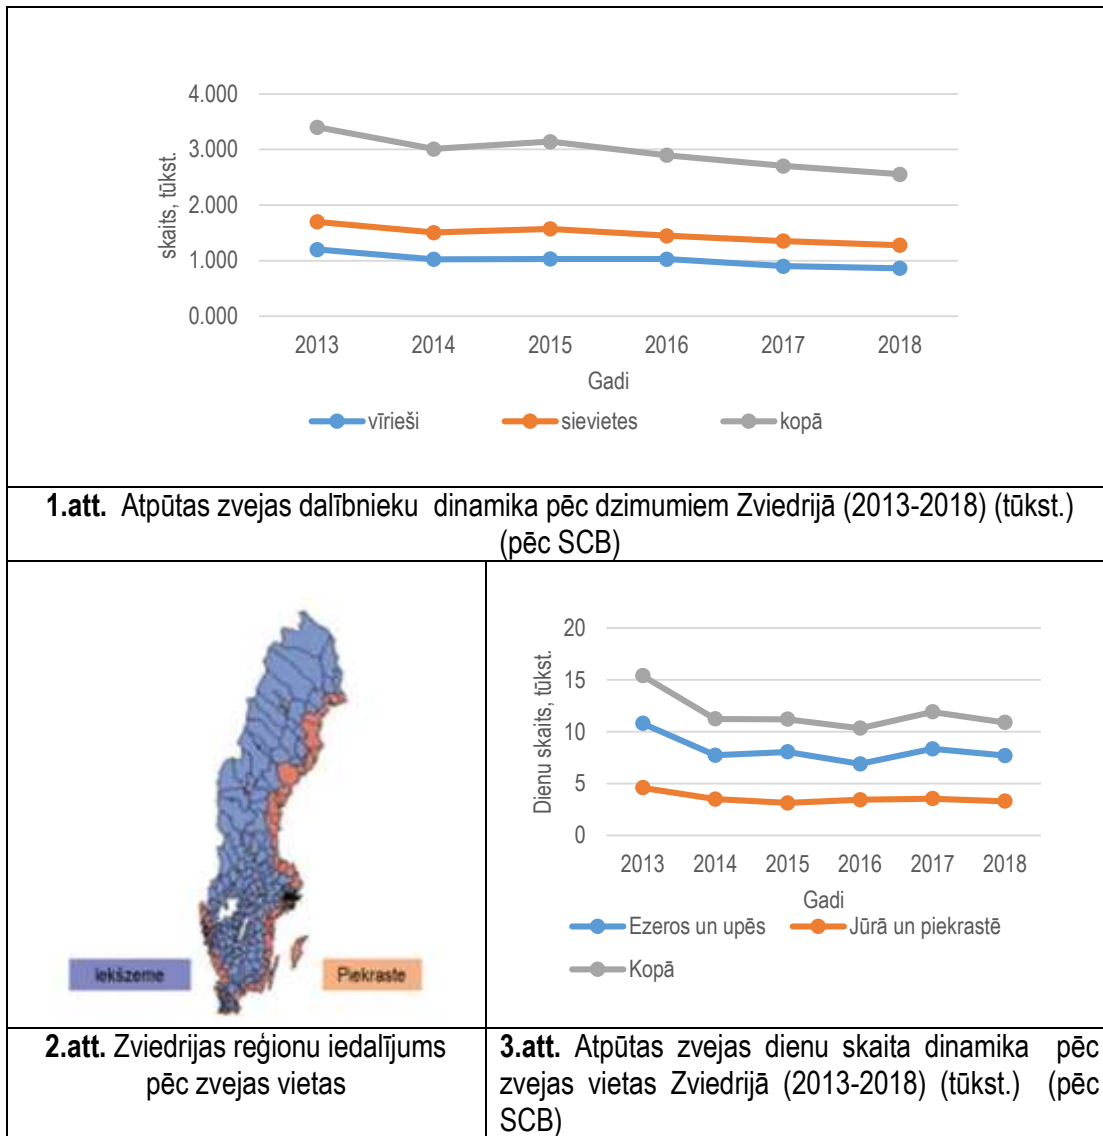 4.000
3.000
2.000
1.000
0.000
skaits, tūkst.
2013 2014 2015 2016 2017 2018
Gadi
vīrieši sievietes kopā
1.att. Atpūtas zvejas dalībnieku dinamika pēc dzimumiem Zviedrijā (2013-2018) (tūkst.)
(pēc SCB)
Iekšzeme Piekraste
2.att. Zviedrijas reģionu iedalījums
pēc zvejas vietas
20
15
10
5
0
Dienu skaits, tūkst.
2013 2014 2015 2016 2017 2018
Gadi
Ezeros un upēs Jūrā un piekrastē
Kopā
3.att. Atpūtas zvejas dienu skaita dinamika pēc
zvejas vietas Zviedrijā (2013-2018) (tūkst.) (pēc
SCB)